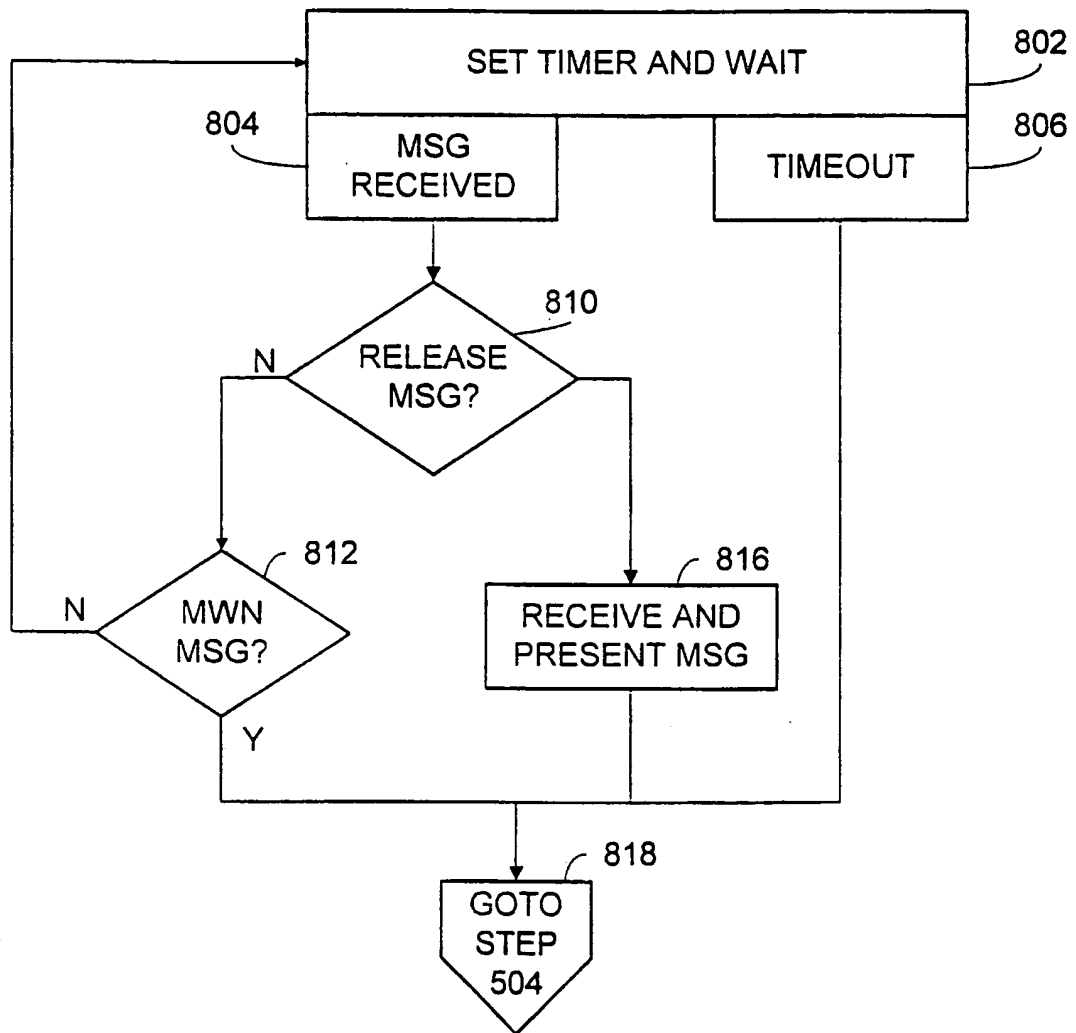 SET TIMER AND WAIT
802
804
MSG
RECEIVED
TIMEOUT
806
810
RELEASE
MSG?
N
812
MWN
MSG?
N
Y
816
RECEIVE AND
PRESENT MSG
818
GOTO
STEP
504